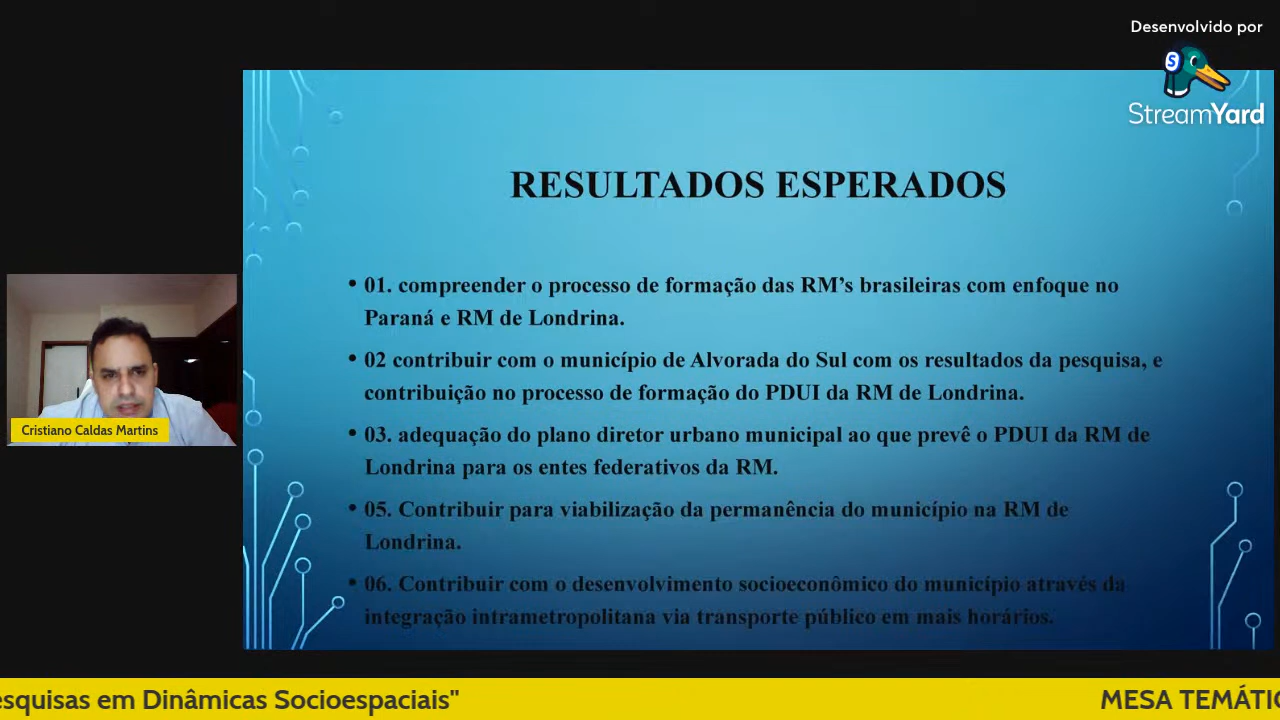 Desenvolvido por
StreamYard
RESULTADOS ESPERADOS
• 01. compreender o processo de formação das RM’s brasileiras com enfoque no
Paraná e RM de Londrina.
• 02 contribuir com o município de Alvorada do Sul com os resultados da pesquisa, e
contribuição no processo de formação do PDUI da RM de Londrina.
• 03. adequação do plano diretor urbano municipal ao que prevê o PDUI da RM de
Londrina para os entes federativos da RM.
• 05. Contribuir para viabilização da permanência do município na RM de
Londrina.
• 06. Contribuir com o desenvolvimento socioeconômico do município através da
integração intrametropolitana via transporte público em mais horários.
Cristiano Caldas Martins
esquisas em Dinâmicas Socioespaciais" MESA TEMÁTIC